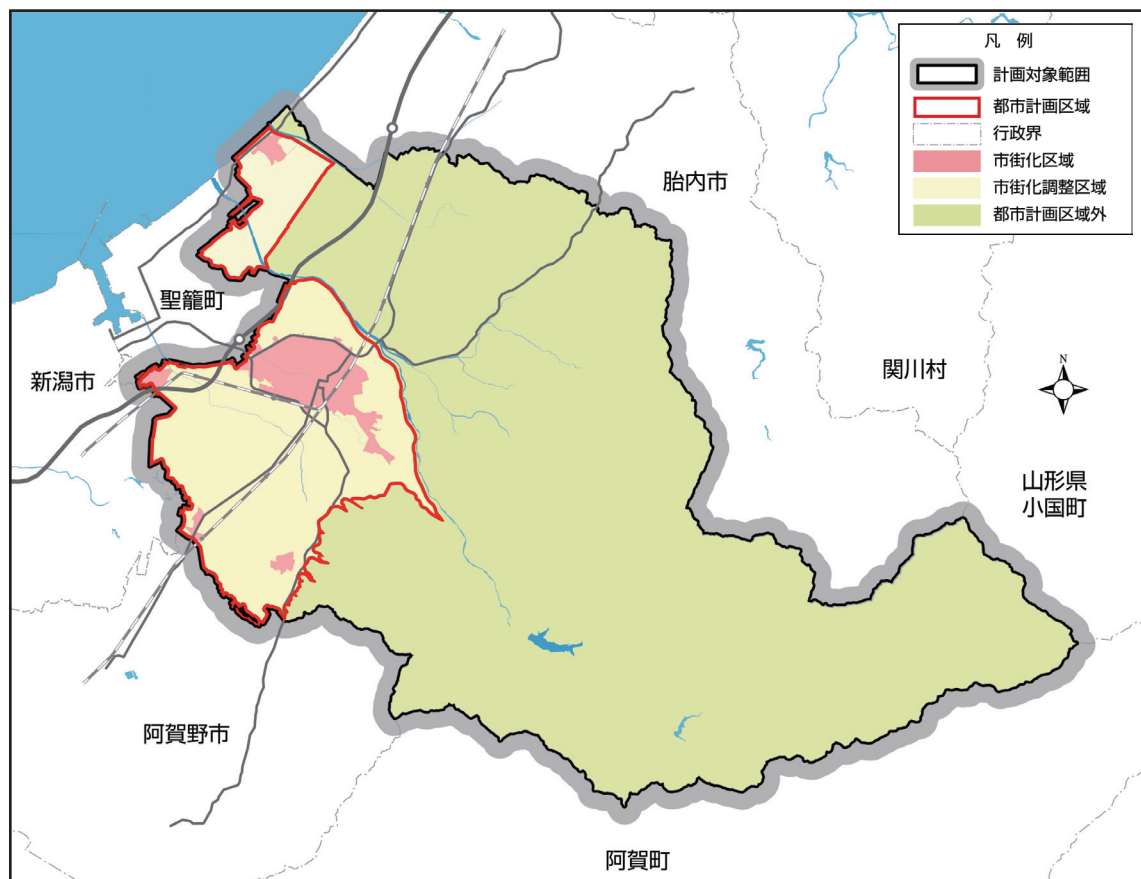 凡 例
計画対象範囲
都市計画区域
行政界
市街化区域
市街化調整区域
都市計画区域外
胎内市
聖籠町
新潟市
関川村
N
山形県
小国町
阿賀野市
阿賀町